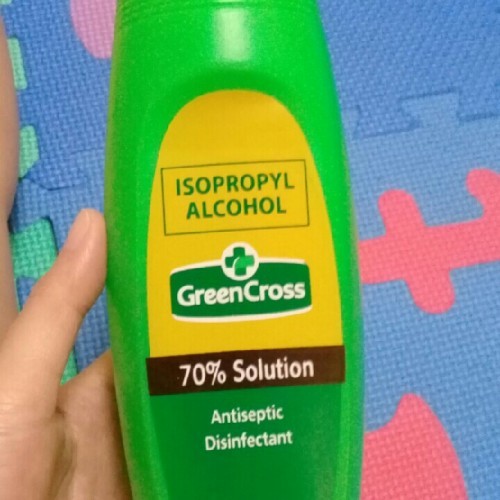 ISOPROPYL
ALCOHOL
GreenCross
70% Solution
Antiseptic
Disinfectant